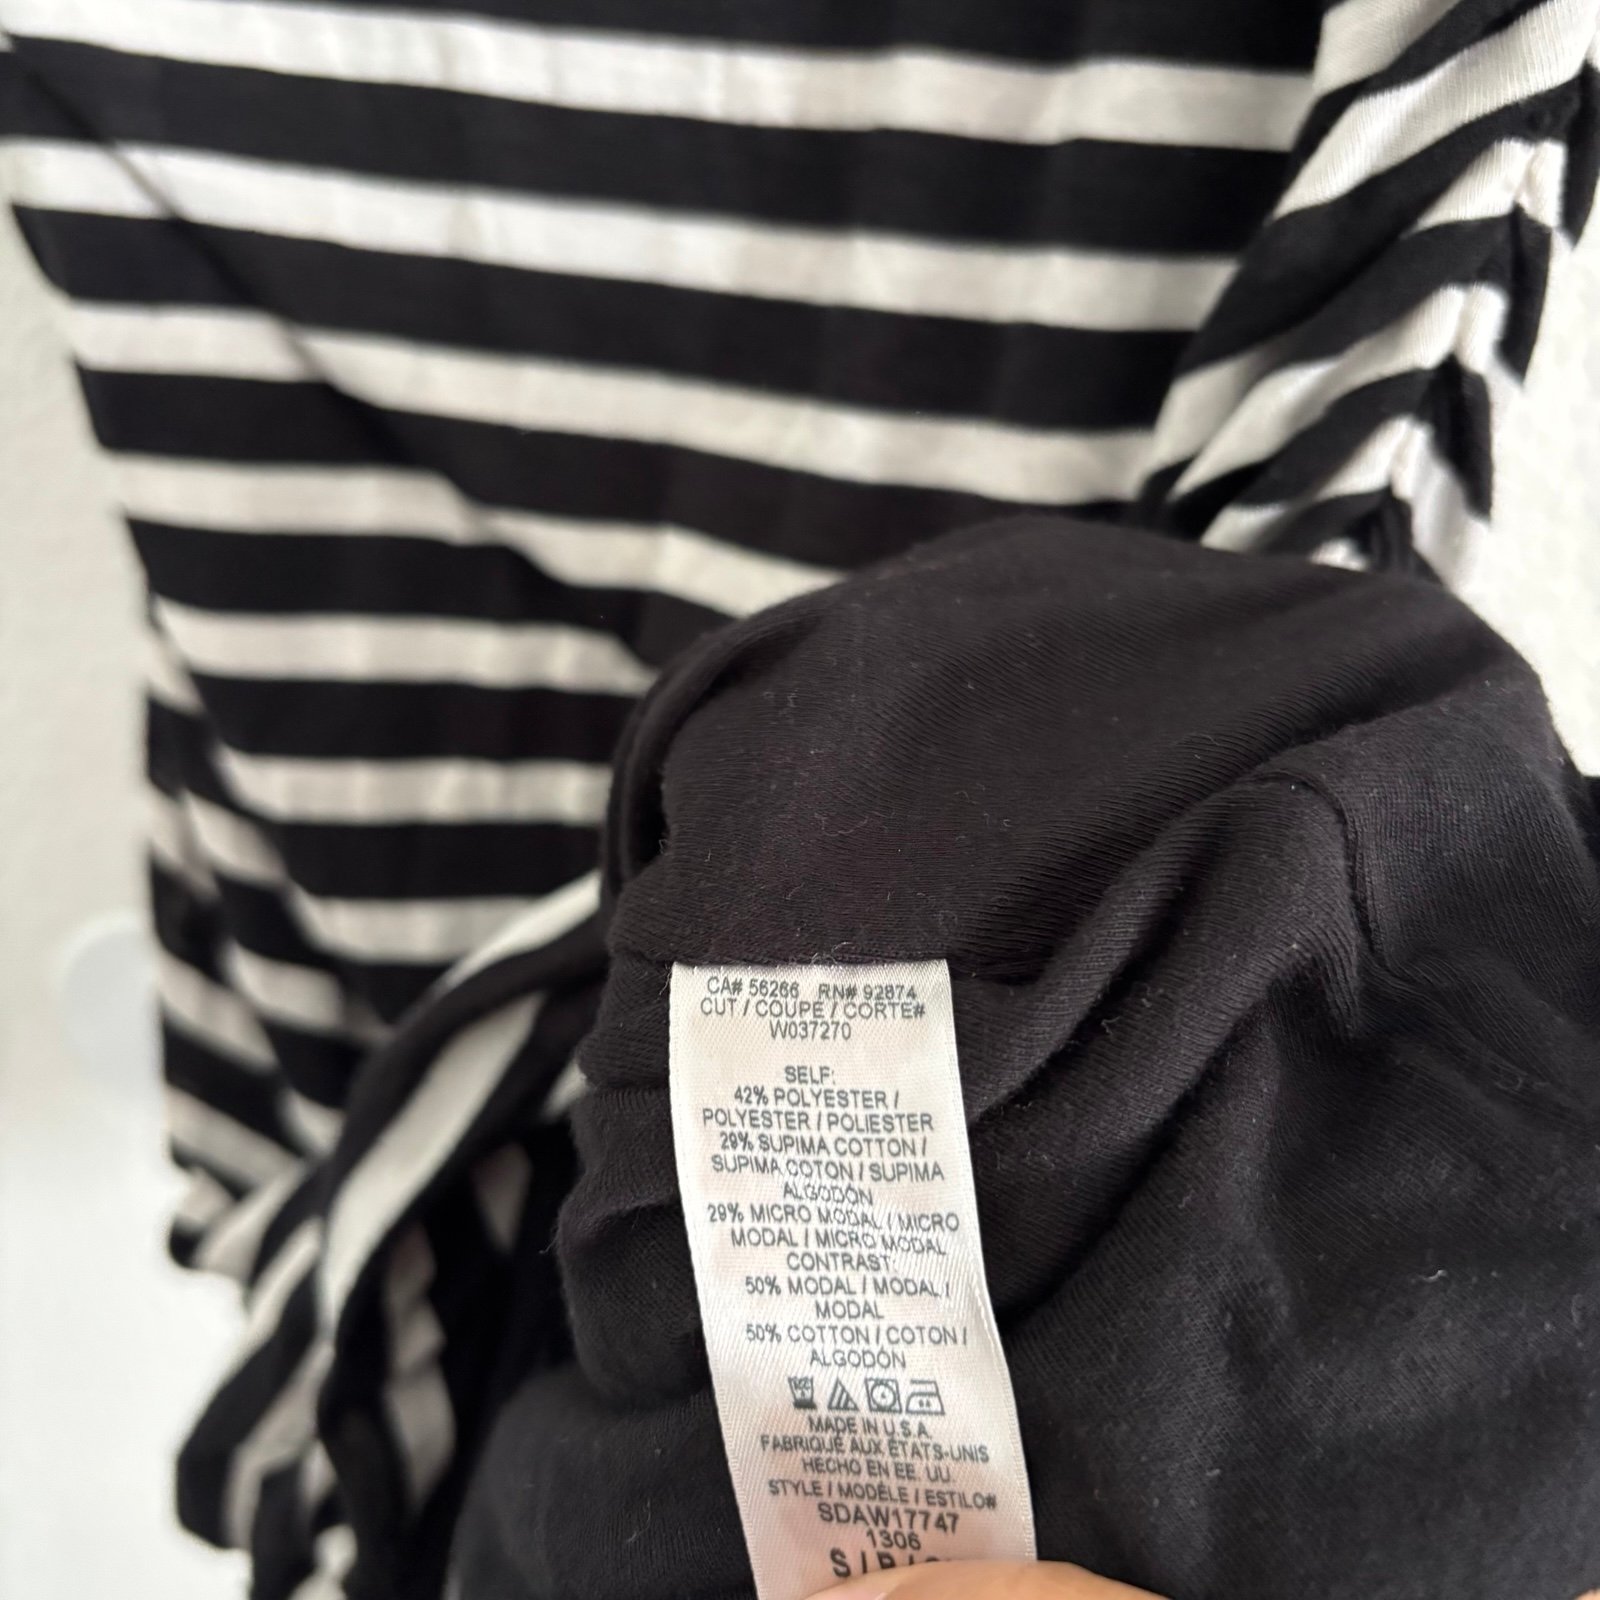 CA# 56266 RN# 92874
CUT / COUPE / CORTE#
W037270
SELF:
42% POLYESTER /
POLYESTER / POLIESTER
29% SUPIMA COTTON /
SUPIMA COTON / SUPIMA
ALGODÓN
29% MICRO MODAL / MICRO
MODAL / MICRO MODAL
CONTRAST:
50% MODAL / MODAL /
MODAL
50% COTTON / COTON /
ALGODÓN
MADE IN U.S.A.
FABRIQUÉ AUX ÉTATS-UNIS
HECHO EN EE. UU.
STYLE / MODÈLE / ESTILO#
SDAW17747
1306
S / P /